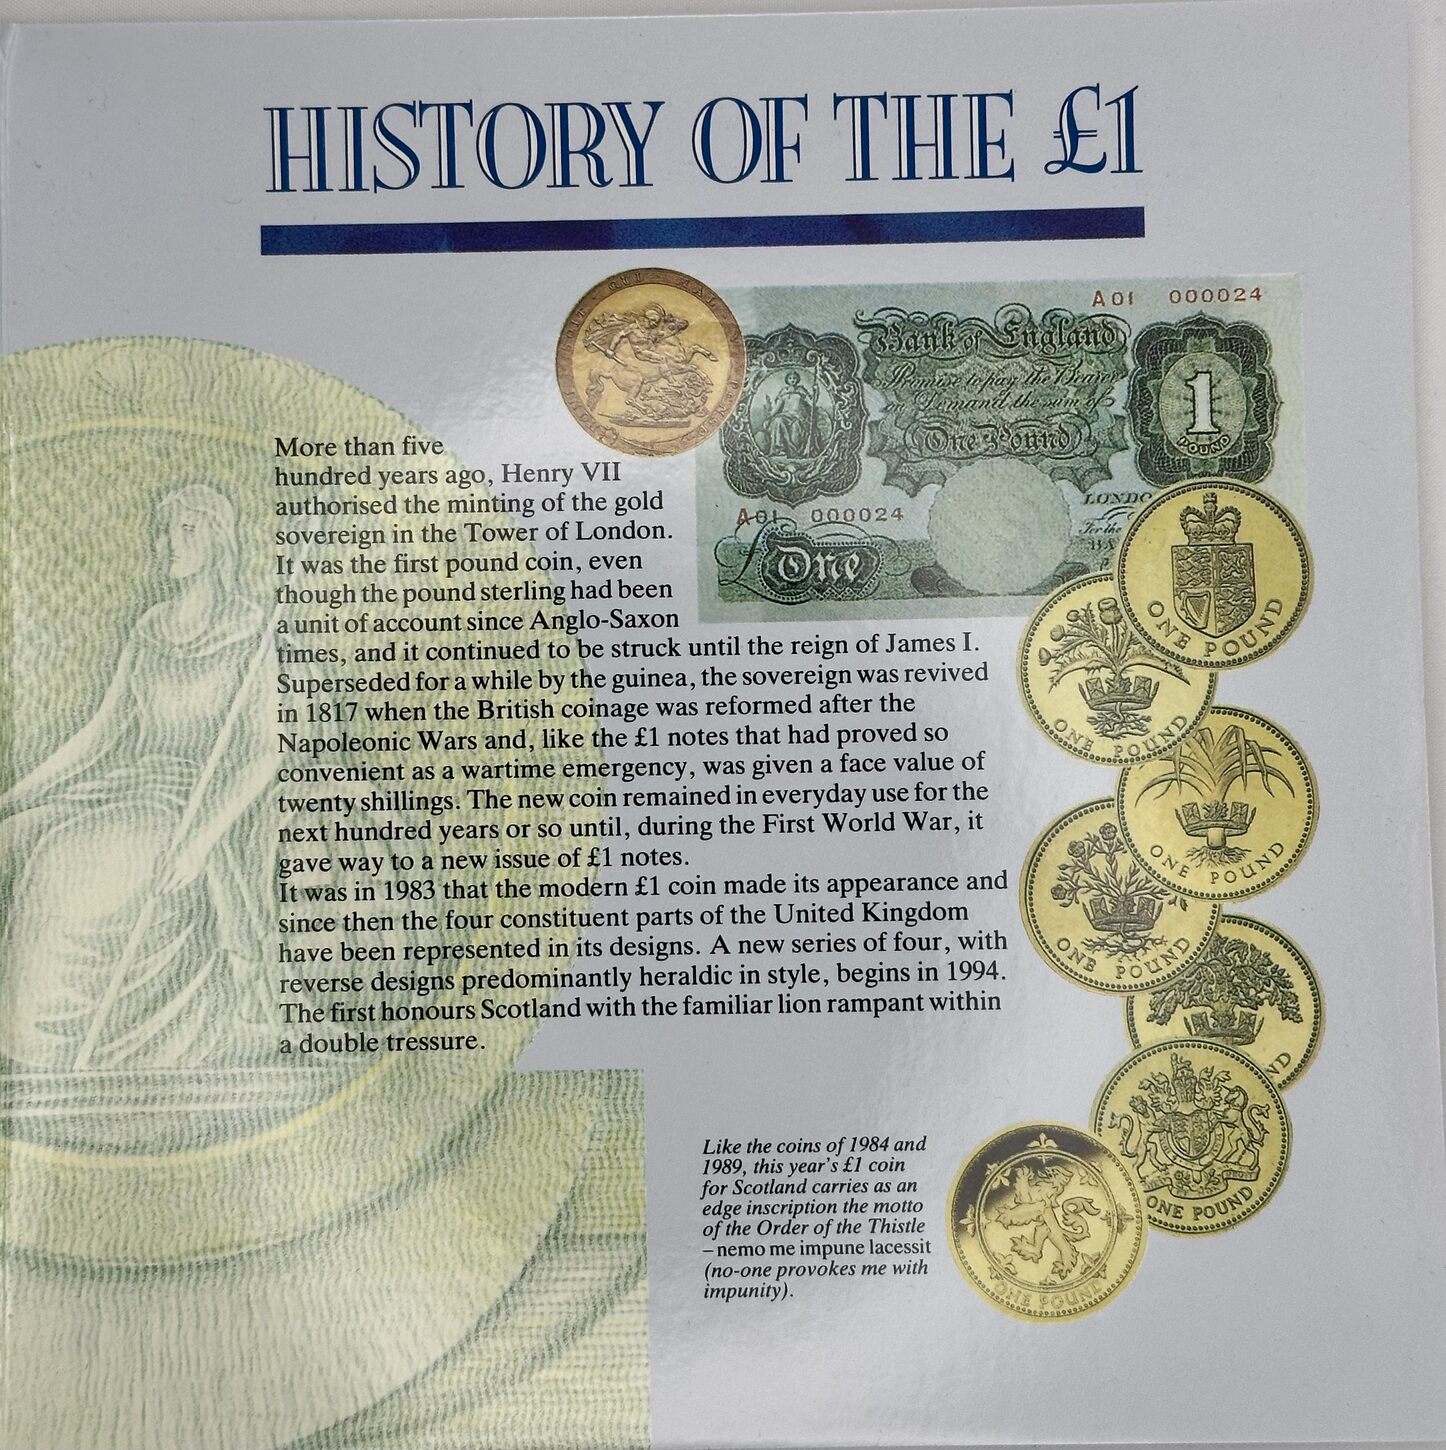 HISTORY OF THE £1
A01 000024
Bank of England
Promise to pay the Bearer
on Demand the sum of
One Pound
1
POUND
LONDO
For the
A01 000024
£One
More than five
hundred years ago, Henry VII
authorised the minting of the gold
sovereign in the Tower of London.
It was the first pound coin, even
though the pound sterling had been
a unit of account since Anglo-Saxon
times, and it continued to be struck until the reign of James I.
Superseded for a while by the guinea, the sovereign was revived
in 1817 when the British coinage was reformed after the
Napoleonic Wars and, like the £1 notes that had proved so
convenient as a wartime emergency, was given a face value of
twenty shillings. The new coin remained in everyday use for the
next hundred years or so until, during the First World War, it
gave way to a new issue of £1 notes.
It was in 1983 that the modern £1 coin made its appearance and
since then the four constituent parts of the United Kingdom
have been represented in its designs. A new series of four, with
reverse designs predominantly heraldic in style, begins in 1994.
The first honours Scotland with the familiar lion rampant within
a double tressure.
ONE POUND
ONE POUND
ONE POUND
ONE POUND
ND
ONE POUND
ONE POUND
Like the coins of 1984 and
1989, this year's £1 coin
for Scotland carries as an
edge inscription the motto
of the Order of the Thistle
– nemo me impune lacessit
(no-one provokes me with
impunity).